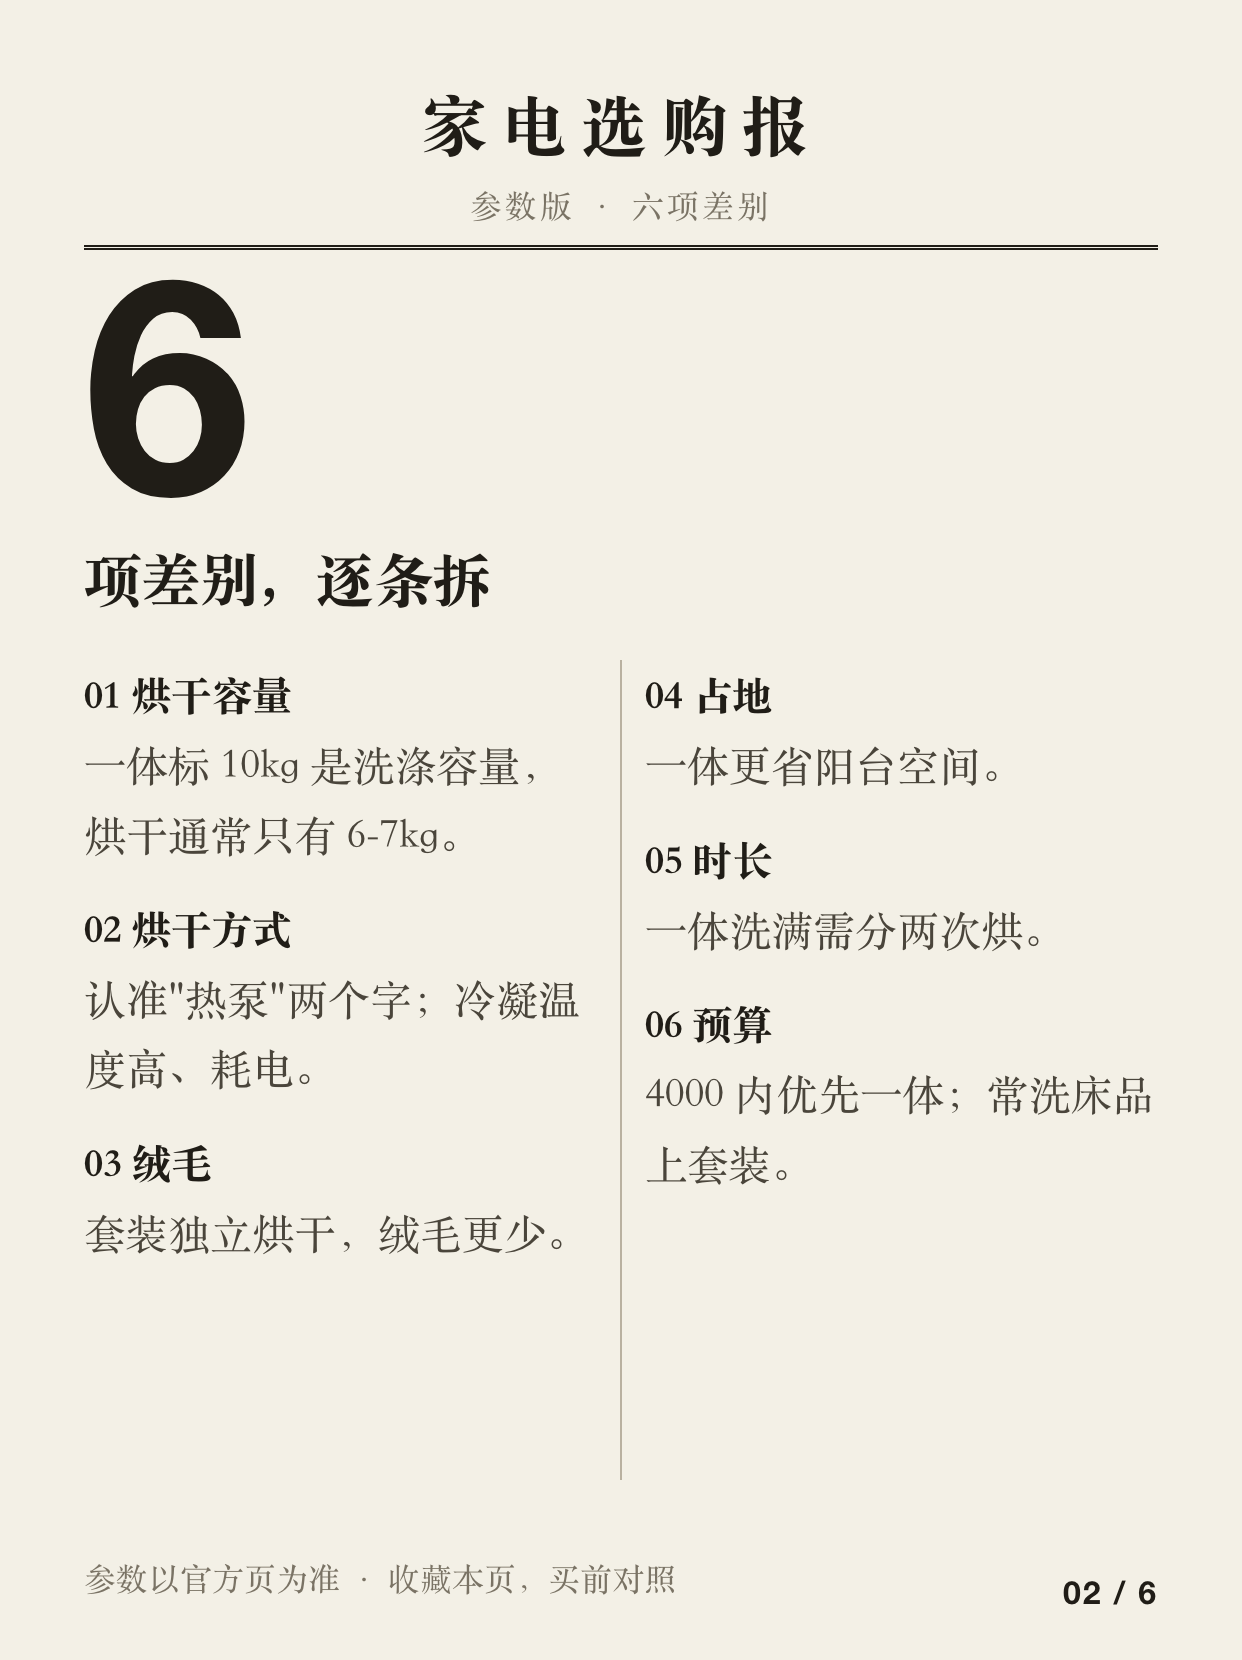 家电选购报
参数版 · 六项差别
6
项差别，逐条拆
01 烘干容量
一体标 10kg 是洗涤容量，
烘干通常只有 6-7kg。
02 烘干方式
认准"热泵"两个字；冷凝温
度高、耗电。
03 绒毛
套装独立烘干，绒毛更少。
04 占地
一体更省阳台空间。
05 时长
一体洗满需分两次烘。
06 预算
4000 内优先一体；常洗床品
上套装。
参数以官方页为准 · 收藏本页，买前对照
02 / 6